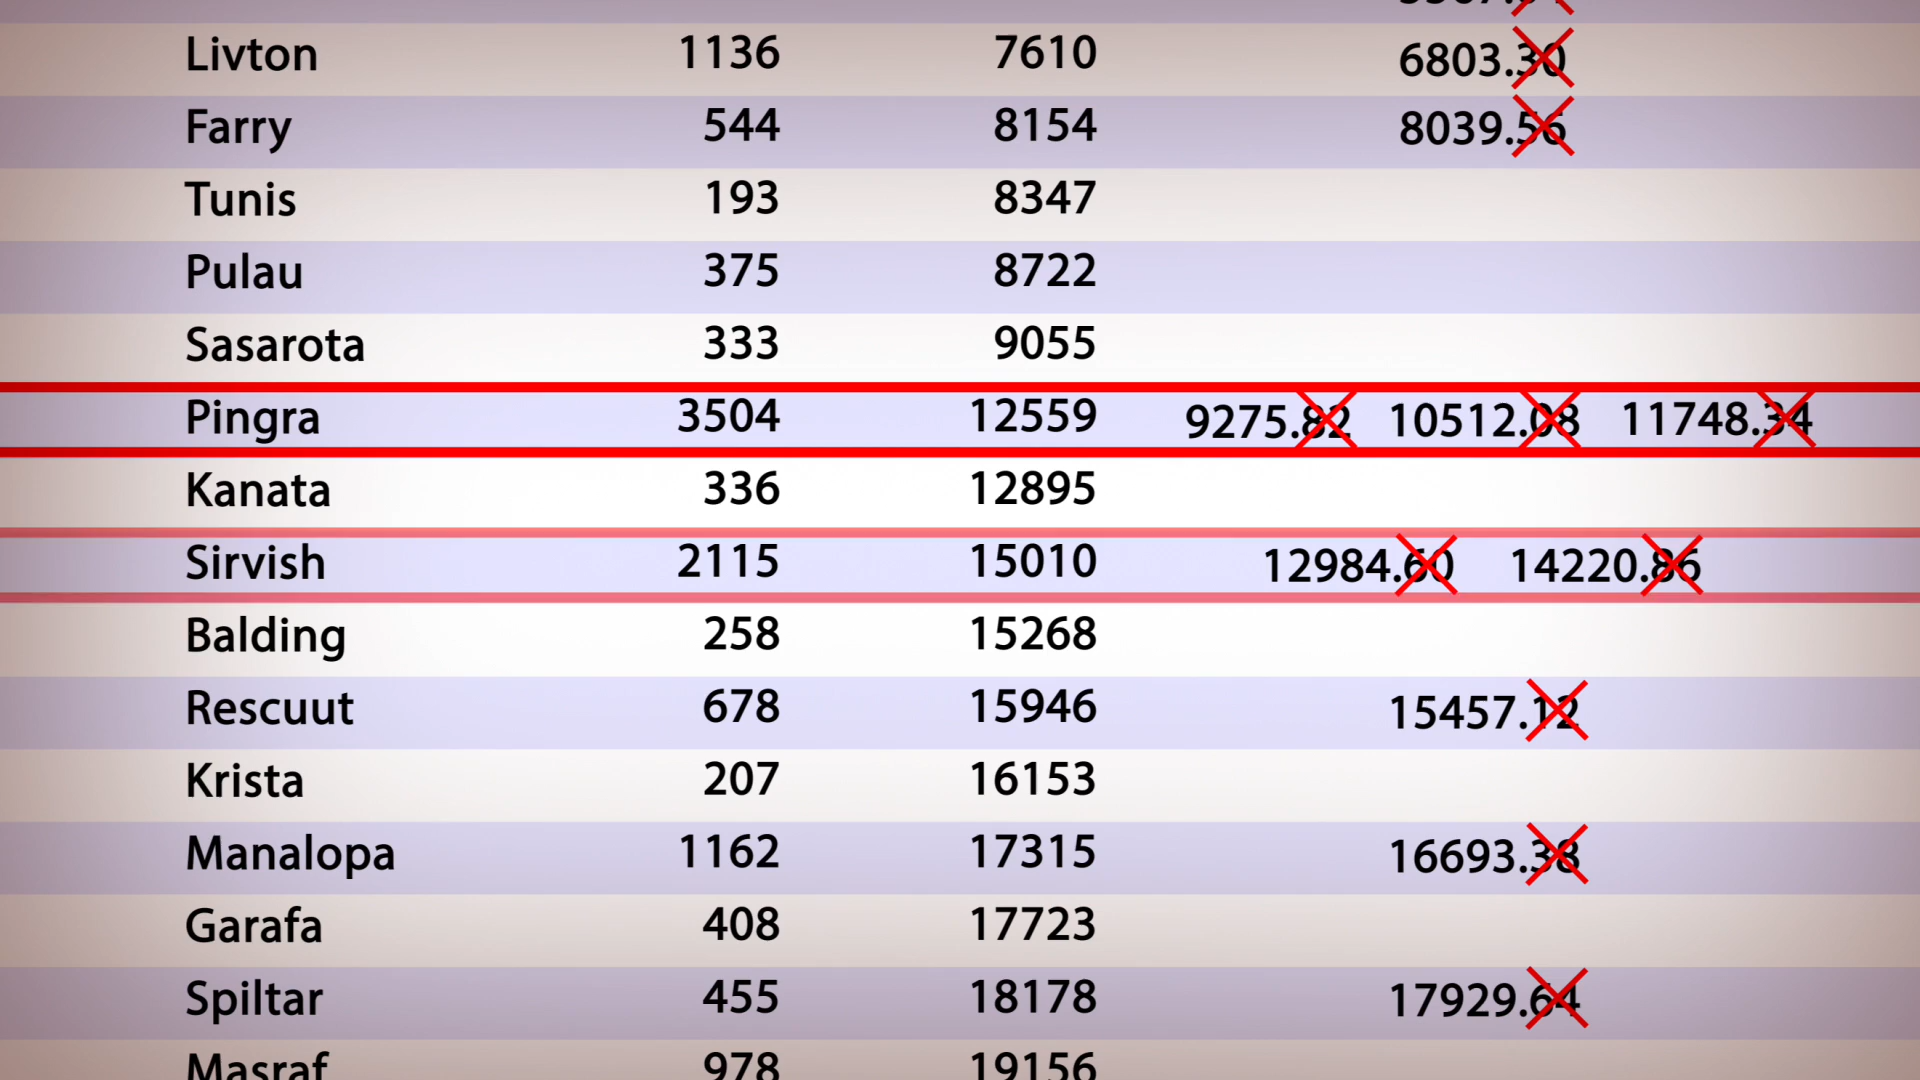 Livton 1136 7610 6803.30
Farry 544 8154 8039.56
Tunis 193 8347
Pulau 375 8722
Sasarota 333 9055
Pingra 3504 12559 9275.82 10512.08 11748.34
Kanata 336 12895
Sirvish 2115 15010 12984.60 14220.86
Balding 258 15268
Rescuut 678 15946 15457.12
Krista 207 16153
Manalopa 1162 17315 16693.38
Garafa 408 17723
Spiltar 455 18178 17929.64
Masraf 978 19156